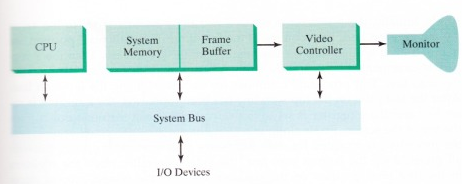 CPU
System
Memory
Frame
Buffer
Video
Controller
Monitor
System Bus
I/O Devices